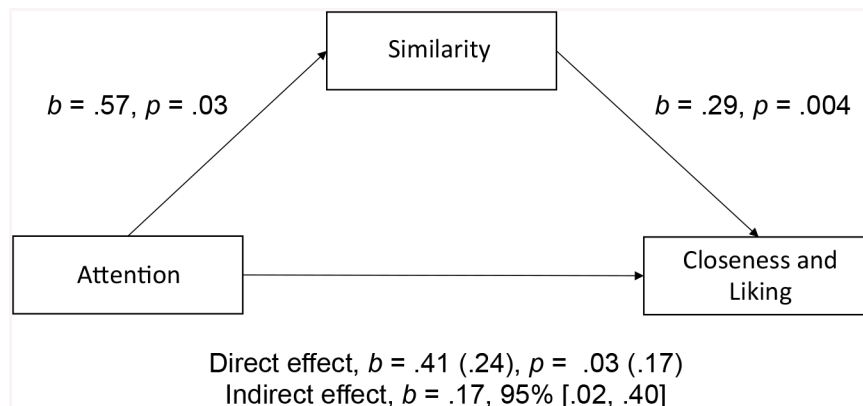 Similarity
b = .57, p = .03
b = .29, p = .004
Attention
Closeness and
Liking
Direct effect, b = .41 (.24), p = .03 (.17)
Indirect effect, b = .17, 95% [.02, .40]